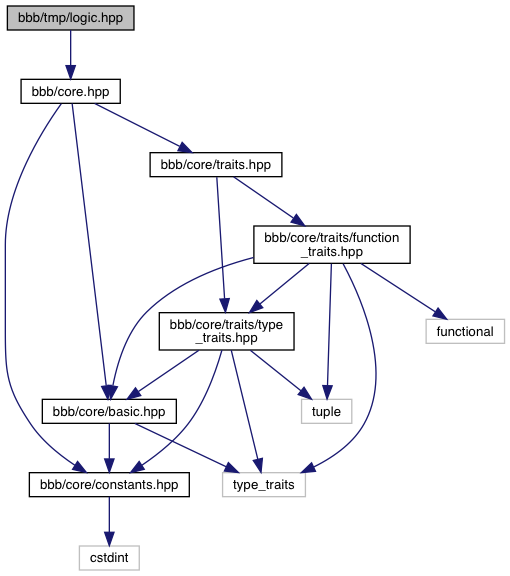 bbb/tmp/logic.hpp
bbb/core.hpp
bbb/core/traits.hpp
bbb/core/traits/function
_traits.hpp
bbb/core/traits/type
_traits.hpp
functional
bbb/core/basic.hpp
tuple
bbb/core/constants.hpp
type_traits
cstdint